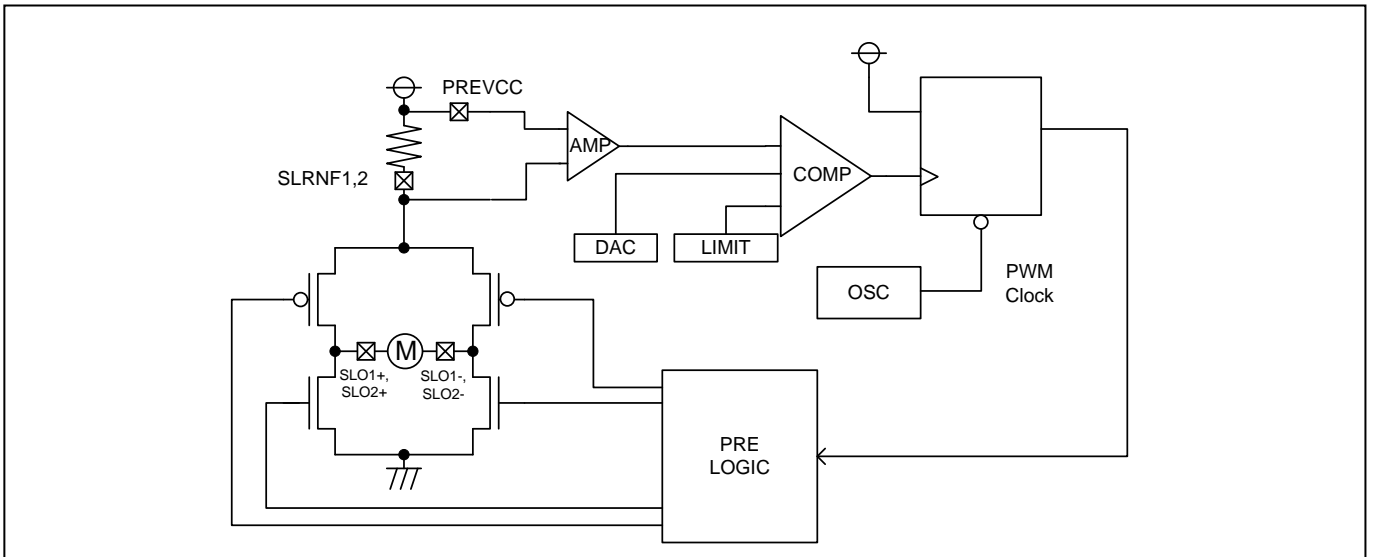 PREVCC
AMP
SLRNF1,2
COMP
DAC
LIMIT
OSC
PWM
Clock
M
SLO1+,
SLO2+
SLO1-,
SLO2-
PRE
LOGIC